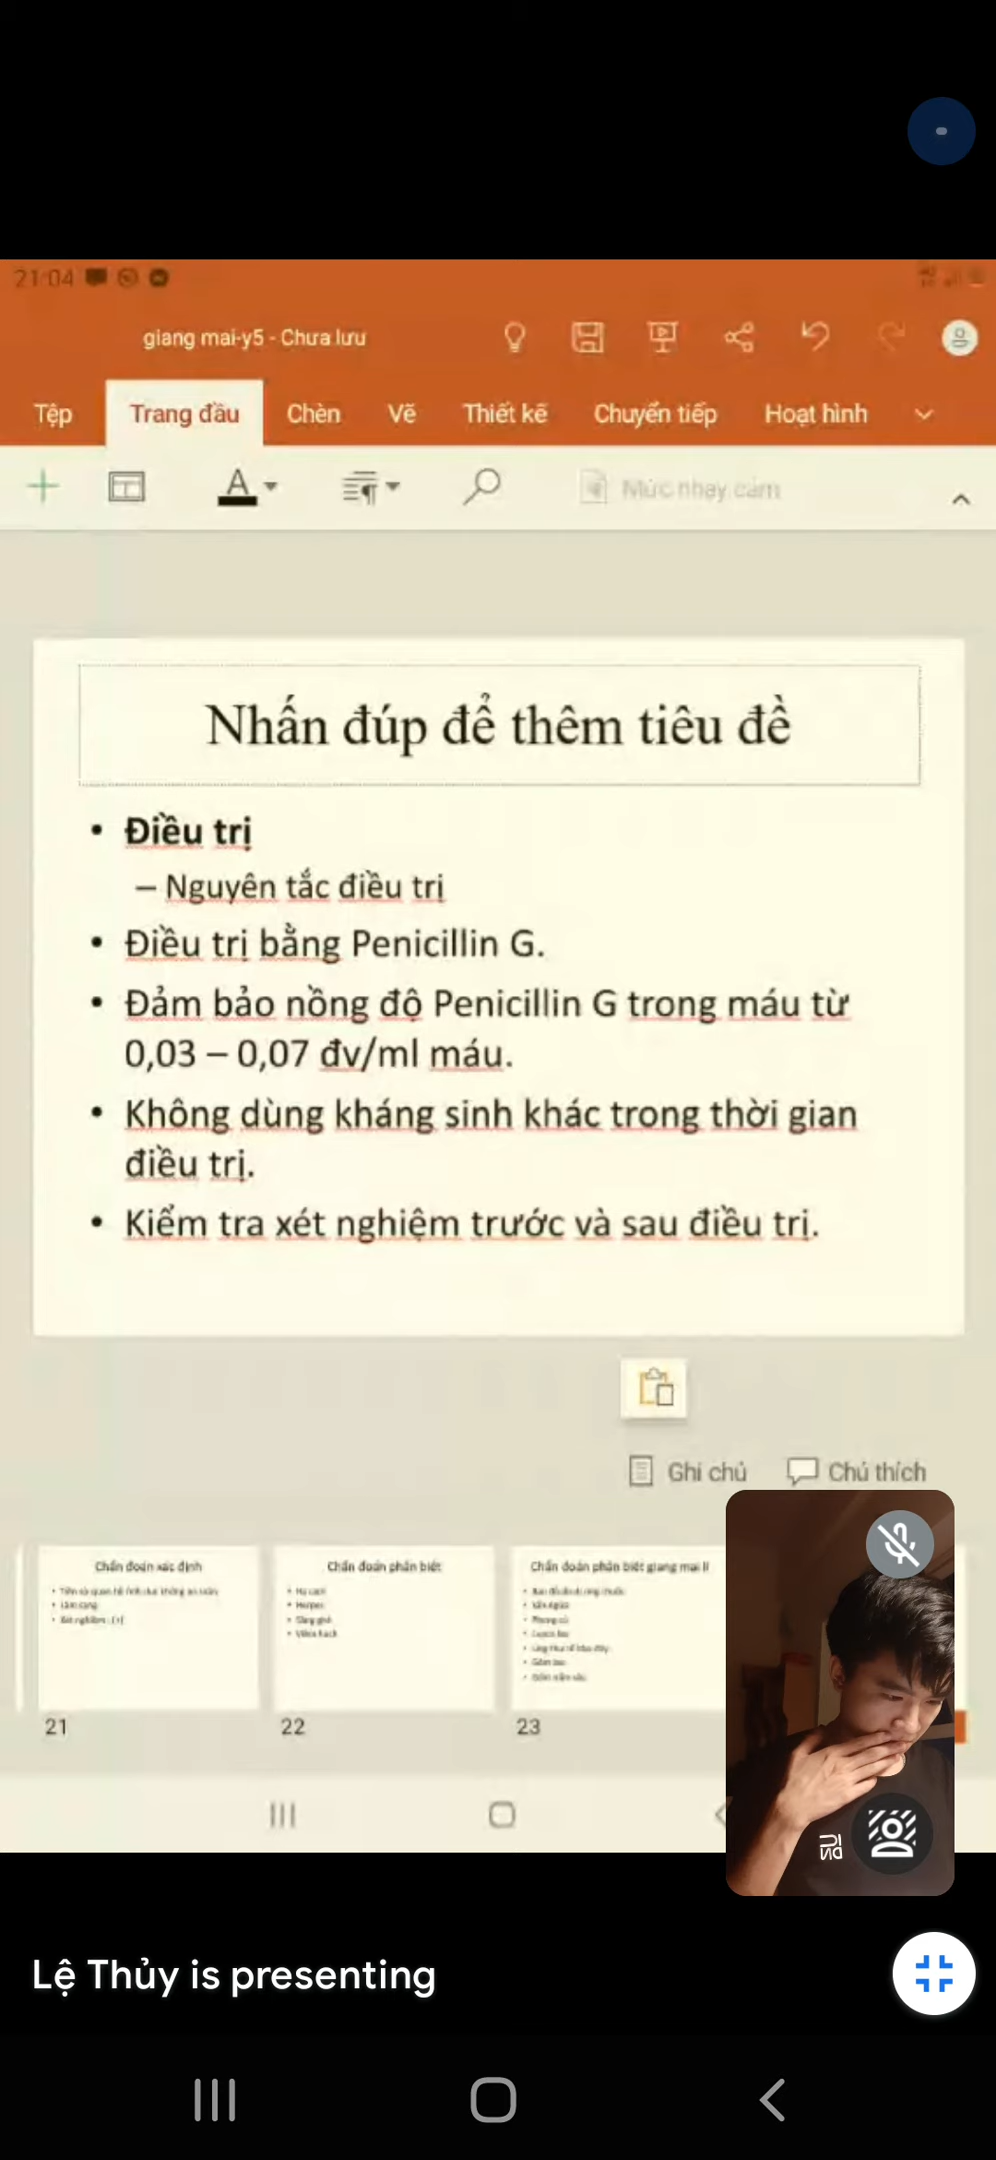 21:04
giang mai-y5 - Chưa lưu
Tệp Trang đầu Chèn Vẽ Thiết kế Chuyển tiếp Hoạt hình
A Mức nhạy cảm
Nhấn đúp để thêm tiêu đề
• Điều trị
– Nguyên tắc điều trị
• Điều trị bằng Penicillin G.
• Đảm bảo nồng độ Penicillin G trong máu từ
0,03 – 0,07 đv/ml máu.
• Không dùng kháng sinh khác trong thời gian
điều trị.
• Kiểm tra xét nghiệm trước và sau điều trị.
Ghi chú Chú thích
Chẩn đoán xác định
• Lâm sàng
21
Chẩn đoán phân biệt
• Herpes
22
Chẩn đoán phân biệt giang mai II
23
Lệ Thủy is presenting